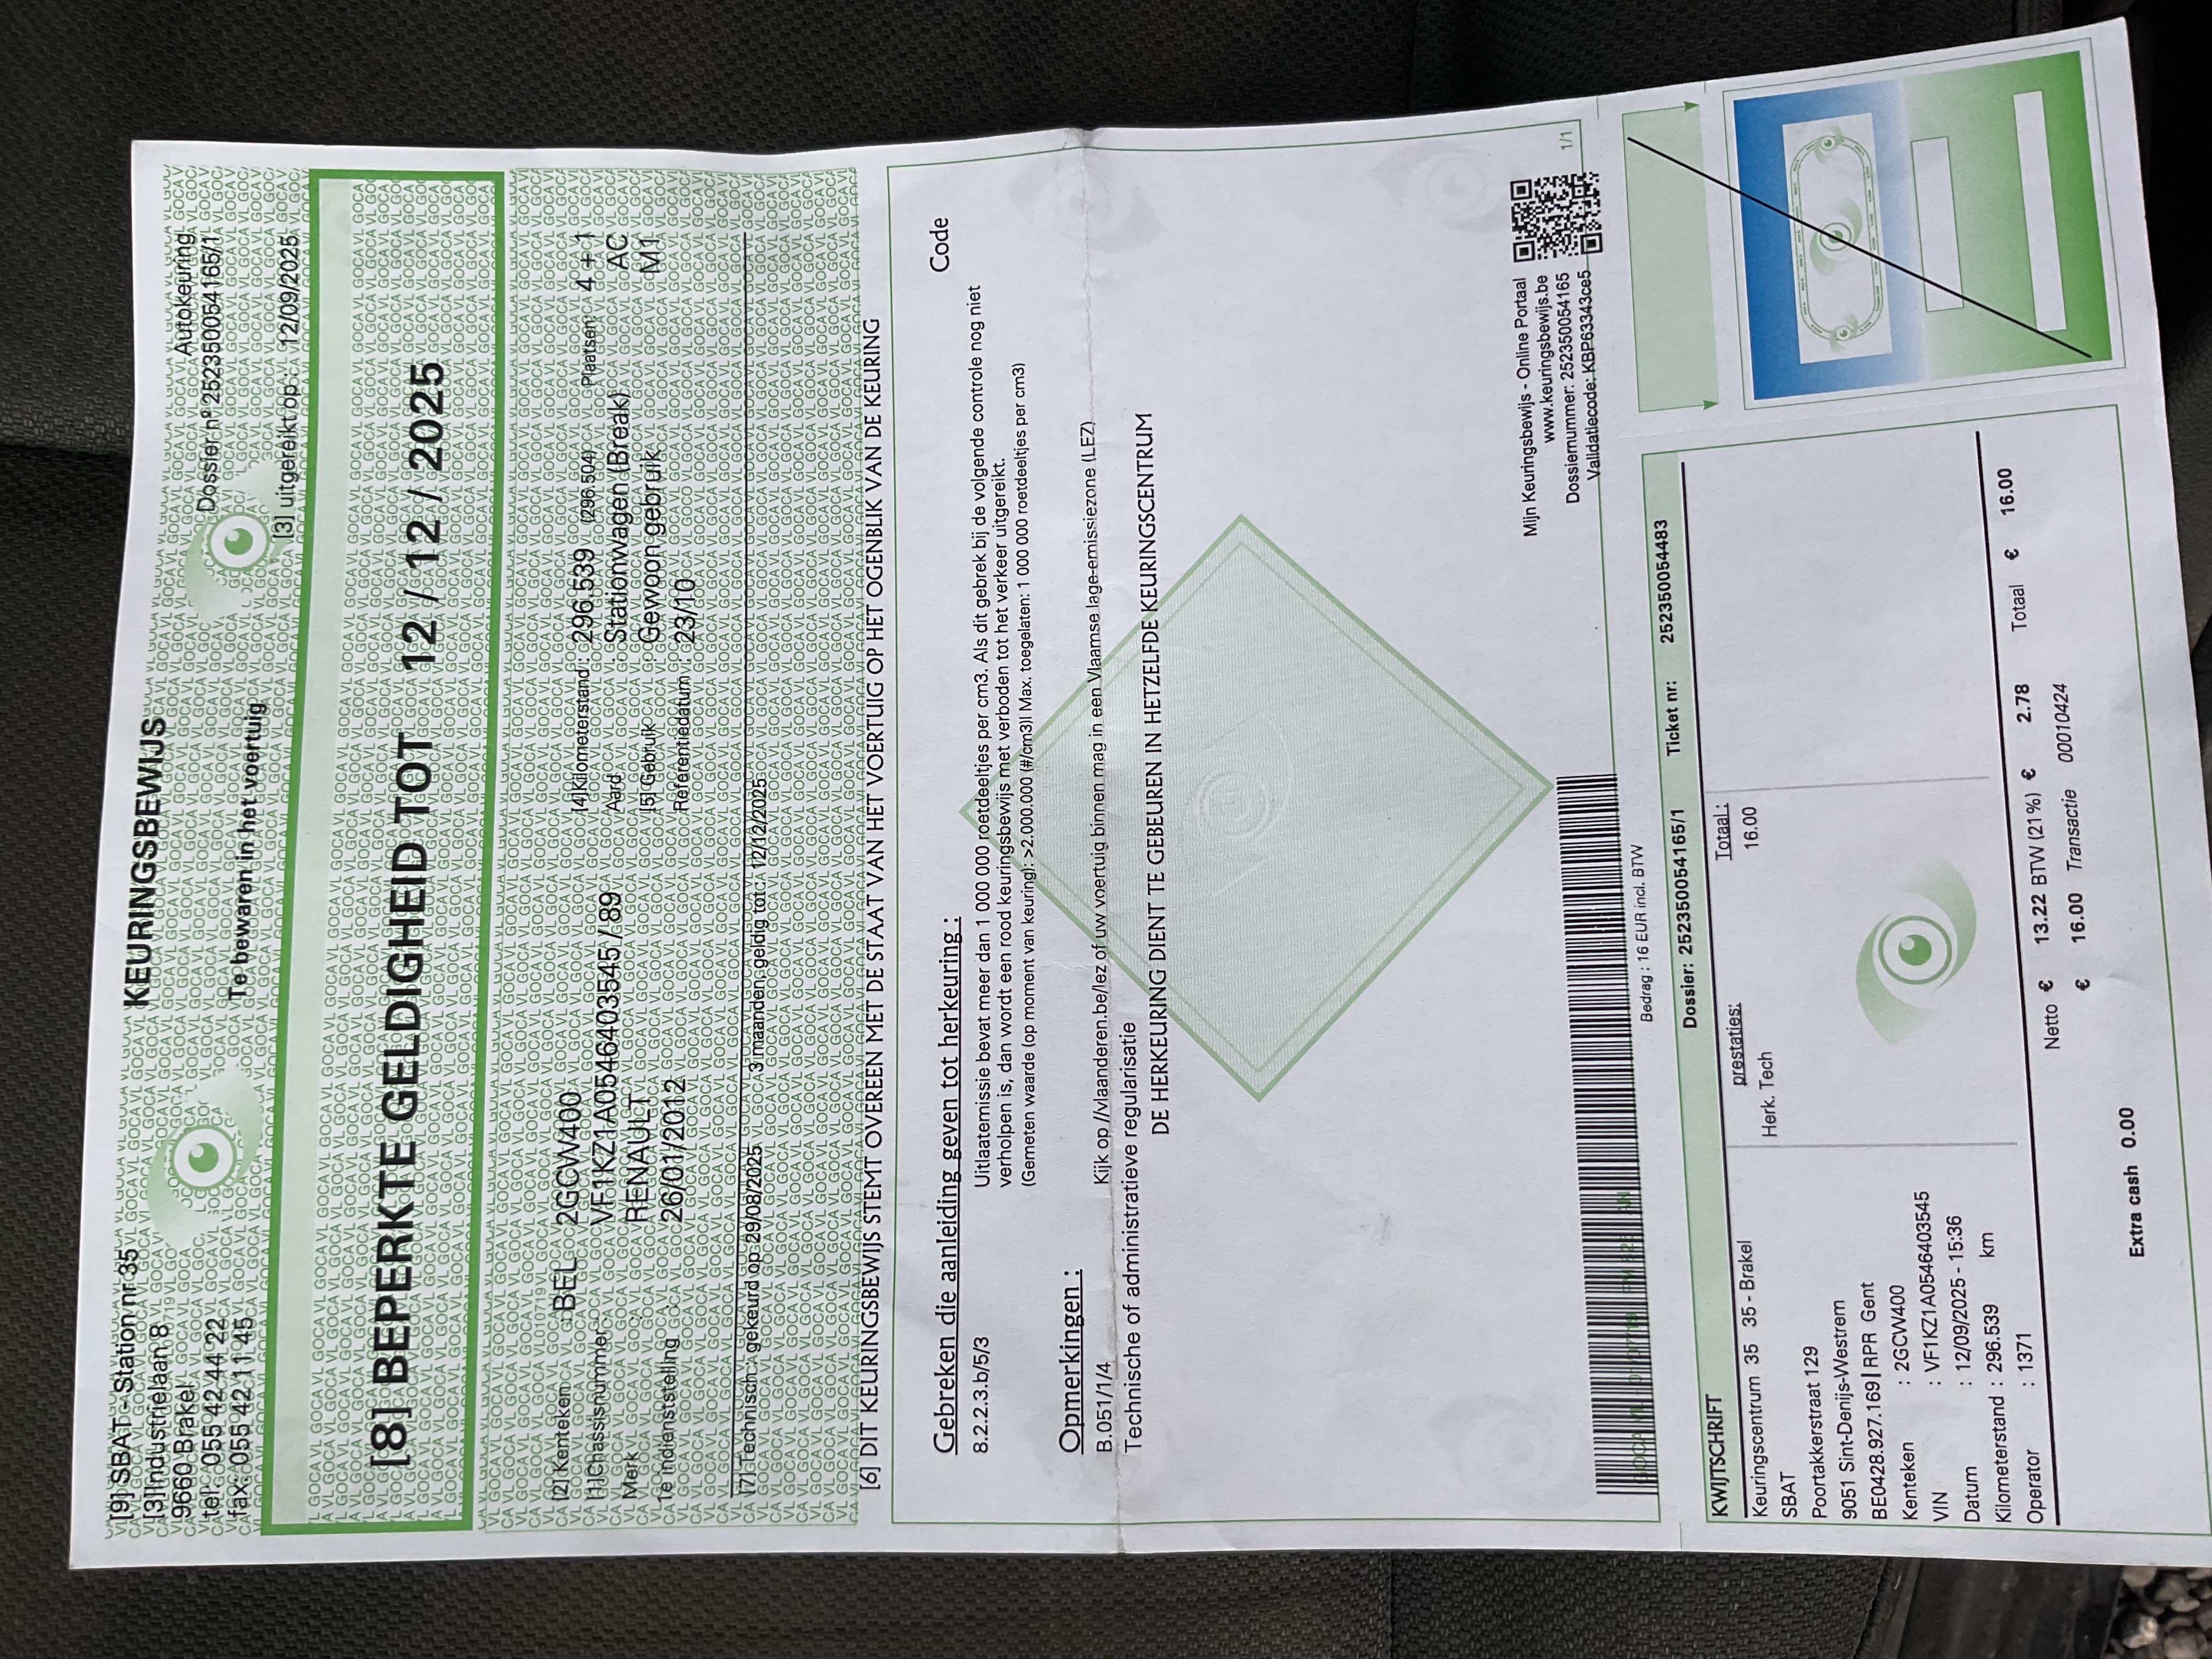 [9] SBAT - Station nr 35
[3] Industrielaan 8
9660 Brakel
tel: 055 42 44 22
fax: 055 42 11 45
KEURINGSBEWIJS
Te bewaren in het voertuig
Autokeuring
Dossier nº 252350054165/1
[3] uitgereikt op : 12/09/2025
[8] BEPERKTE GELDIGHEID TOT 12 / 12 / 2025
[2] Kenteken : BEL 2GCW400
[1] Chassisnummer : VF1KZ1A0546403545 / 89
Merk : RENAULT
1e Indienststelling : 26/01/2012
[4] Kilometerstand : 296.539 (296.504) Plaatsen: 4 + 1
Aard : Stationwagen (Break) AC
[5] Gebruik : Gewoon gebruik M1
Referentiedatum : 23/10
[7] Technisch gekeurd op 29/08/2025 3 maanden geldig tot 12/12/2025
[6] DIT KEURINGSBEWIJS STEMT OVEREEN MET DE STAAT VAN HET VOERTUIG OP HET OGENBLIK VAN DE KEURING
Gebreken die aanleiding geven tot herkeuring : Code
8.2.2.3.b/5/3 Uitlaatemissie bevat meer dan 1 000 000 roetdeeltjes per cm3. Als dit gebrek bij de volgende controle nog niet
verholpen is, dan wordt een rood keuringsbewijs met verboden tot het verkeer uitgereikt.
(Gemeten waarde (op moment van keuring): >2.000.000 (#/cm3)| Max. toegelaten: 1 000 000 roetdeeltjes per cm3)
Opmerkingen :
B.051/1/4 Kijk op //vlaanderen.be/lez of uw voertuig binnen mag in een Vlaamse lage-emissiezone (LEZ)
Technische of administratieve regularisatie
DE HERKEURING DIENT TE GEBEUREN IN HETZELFDE KEURINGSCENTRUM
Mijn Keuringsbewijs - Online Portaal
www.keuringsbewijs.be
Dossiernummer: 252350054165
Validatiecode: KBP63343ce5
1/1
Bedrag : 16 EUR incl. BTW
KWIJTSCHRIFT Dossier: 252350054165/1 Ticket nr: 252350054483
Keuringscentrum 35 35 - Brakel
SBAT
Poortakkerstraat 129
9051 Sint-Denijs-Westrem
BE0428.927.169| RPR Gent
Kenteken : 2GCW400
VIN : VF1KZ1A0546403545
Datum : 12/09/2025 - 15:36
Kilometerstand : 296.539 km
Operator : 1371
prestaties: Totaal :
Herk. Tech 16.00
Netto € 13.22 BTW (21 %) € 2.78 Totaal € 16.00
€ 16.00 Transactie 00010424
Extra cash 0.00